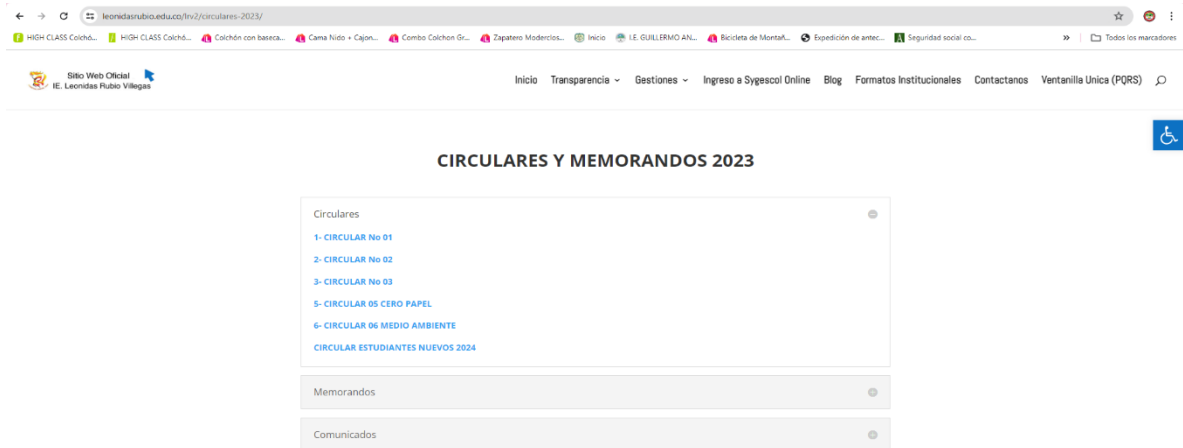 leonidasrubio.edu.co/lrv2/circulares-2023/
HIGH CLASS Colchó... HIGH CLASS Colchó... Colchón con baseca... Cama Nido + Cajon... Combo Colchon Gr... Zapatero Moderclos... Inicio I.E. GUILLERMO AN... Bicicleta de Montañ... Expedición de antec... Seguridad social co... » Todos los marcadores
Sitio Web Oficial
IE. Leonidas Rubio Villegas
Inicio Transparencia Gestiones Ingreso a Sygescol Online Blog Formatos Institucionales Contactanos Ventanilla Unica (PQRS)
CIRCULARES Y MEMORANDOS 2023
Circulares
1- CIRCULAR No 01
2- CIRCULAR No 02
3- CIRCULAR No 03
5- CIRCULAR 05 CERO PAPEL
6- CIRCULAR 06 MEDIO AMBIENTE
CIRCULAR ESTUDIANTES NUEVOS 2024
Memorandos
Comunicados